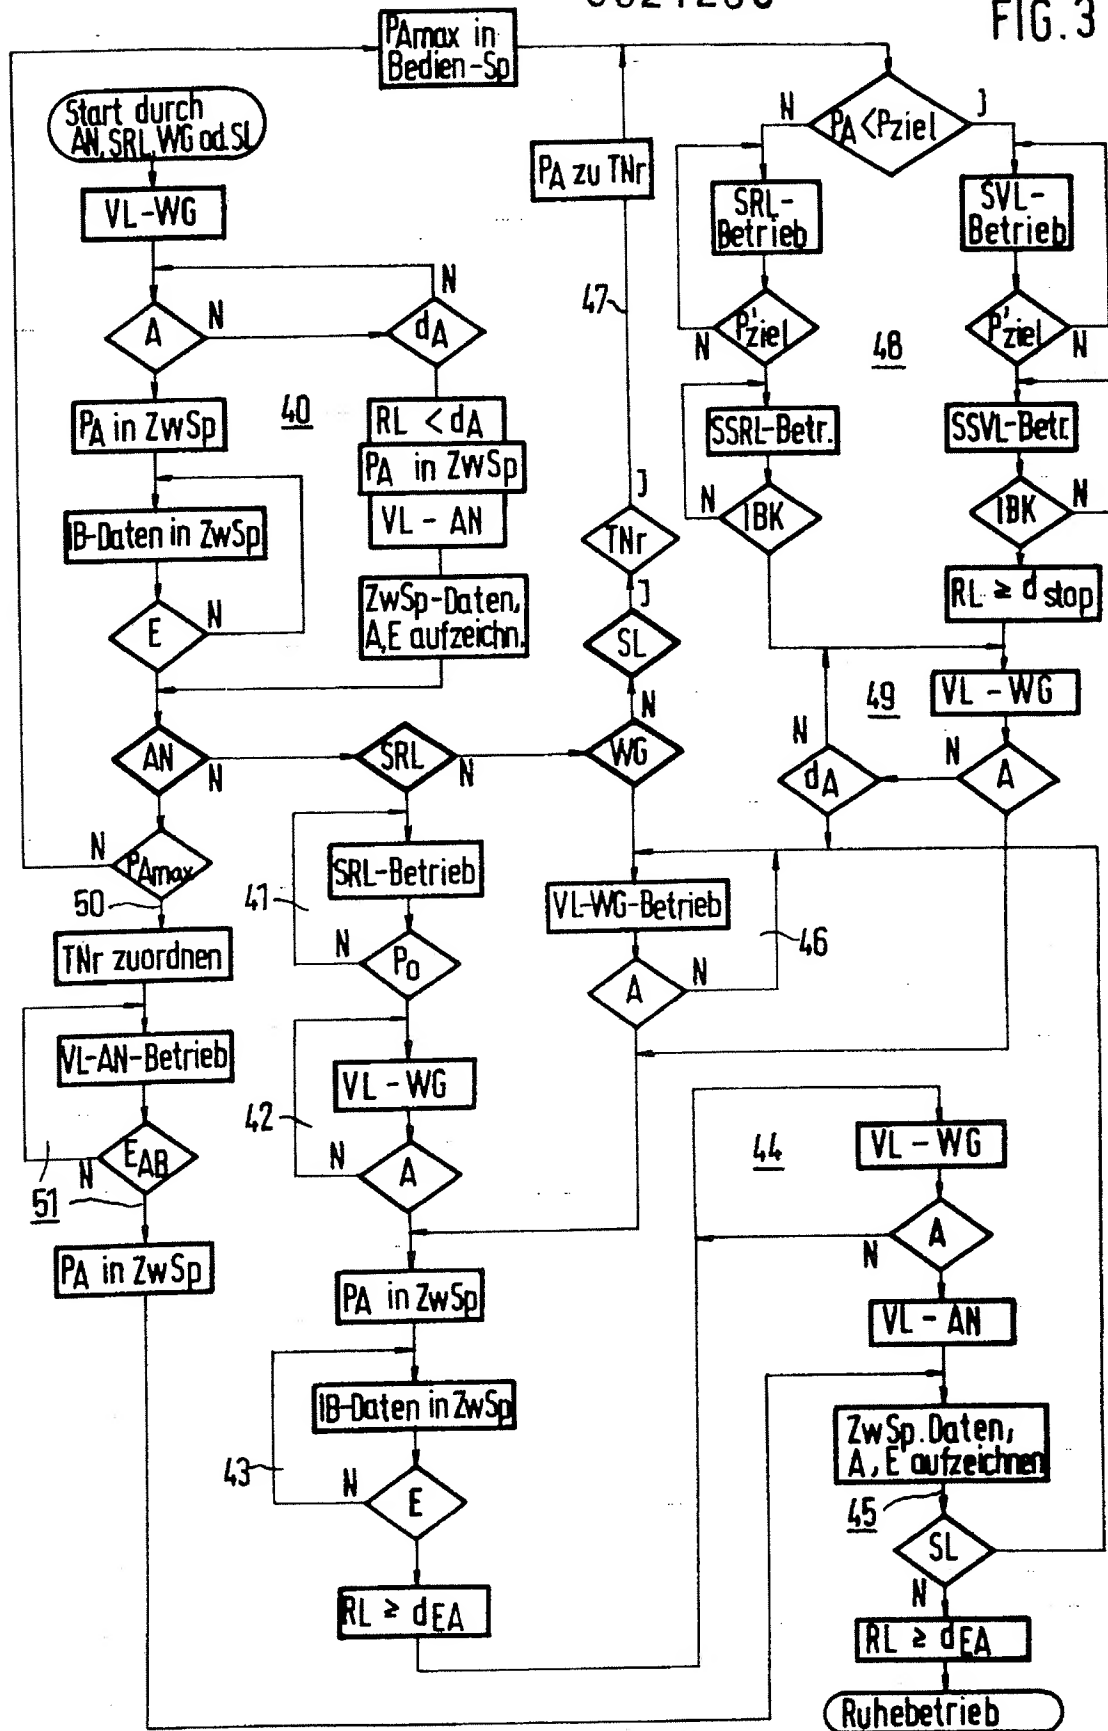 FIG.3
PAmax in
Bedien-Sp
Start durch
AN, SRL, WG od. SL
VL-WG
A
N
dA
N
PA in ZwSp
40
RL < dA
PA in ZwSp
VL - AN
IB-Daten in ZwSp
E
N
ZwSp-Daten,
A,E aufzeichn.
AN
N
SRL
N
WG
N
SL
J
TNr
J
47
PA zu TNr
PA < Pziel
N
J
SRL-
Betrieb
SVL-
Betrieb
P'ziel
N
P'ziel
N
48
SSRL-Betr.
SSVL-Betr.
IBK
N
IBK
N
RL ≥ d stop
49
VL - WG
A
N
dA
N
PAmax
N
50
TNr zuordnen
VL-AN-Betrieb
EAB
N
51
PA in ZwSp
SRL-Betrieb
41
P0
N
VL - WG
42
A
N
VL-WG-Betrieb
46
A
N
PA in ZwSp
IB-Daten in ZwSp
43
E
N
RL ≥ dEA
44
VL - WG
A
N
VL - AN
ZwSp.Daten,
A, E aufzeichnen
45
SL
N
RL ≥ dEA
Ruhebetrieb